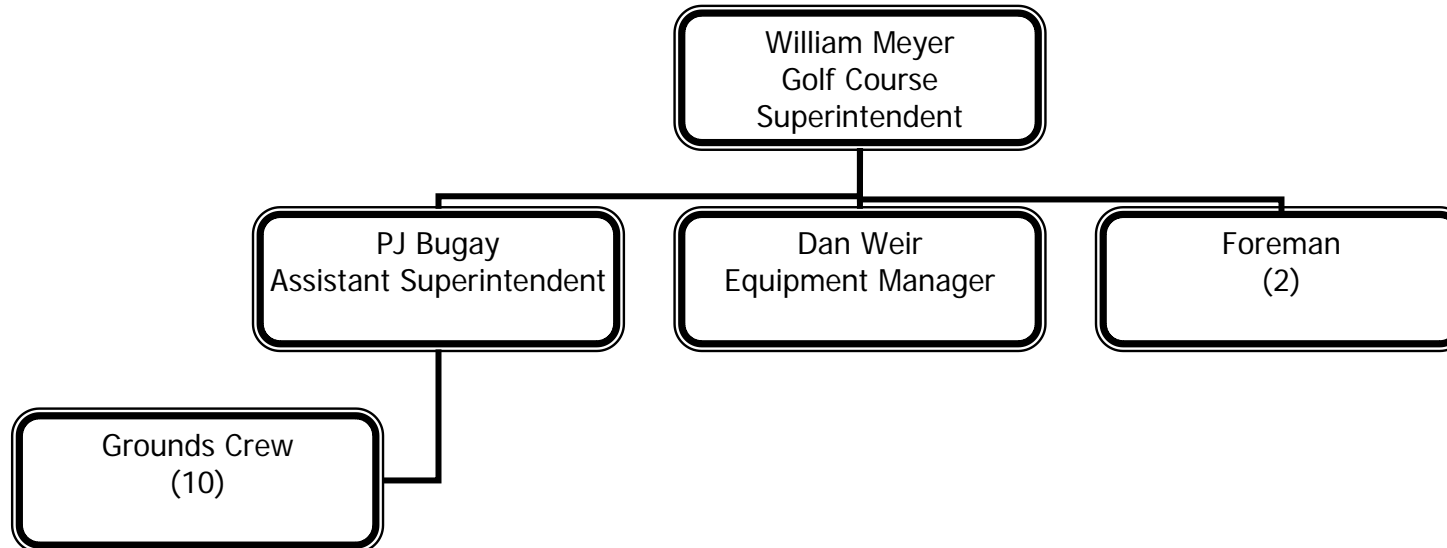 William Meyer
Golf Course
Superintendent
PJ Bugay
Assistant Superintendent
Dan Weir
Equipment Manager
Foreman
(2)
Grounds Crew
(10)